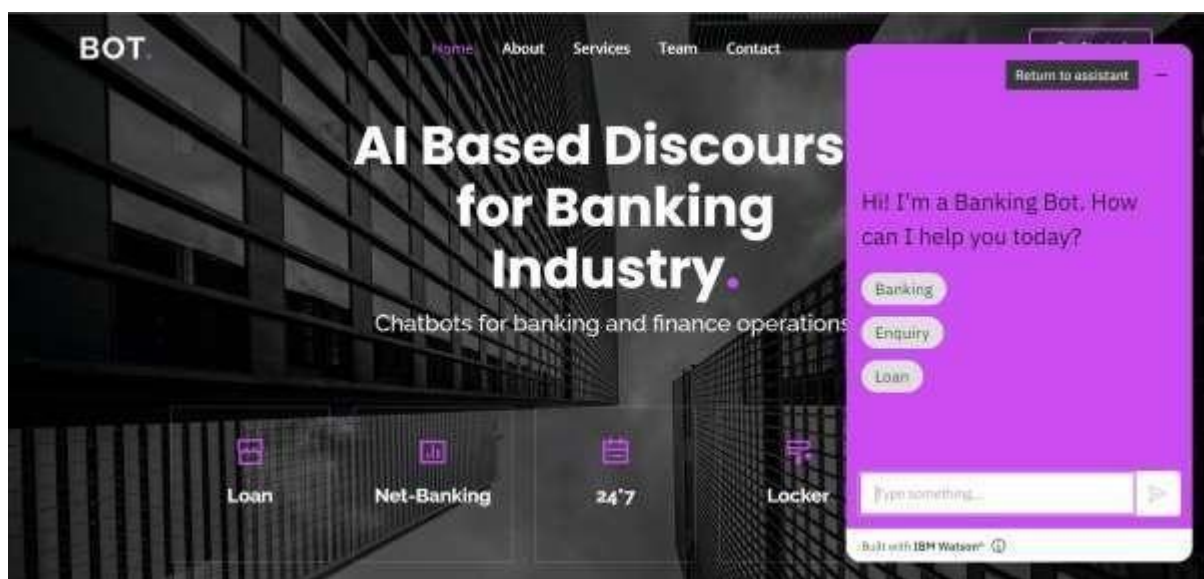 BOT.
Home About Services Team Contact
Return to assistant
AI Based Discours
for Banking
Industry.
Chatbots for banking and finance operations
Hi! I'm a Banking Bot. How
can I help you today?
Banking
Enquiry
Loan
Loan
Net-Banking
24*7
Locker
Type something...
Built with IBM Watson®